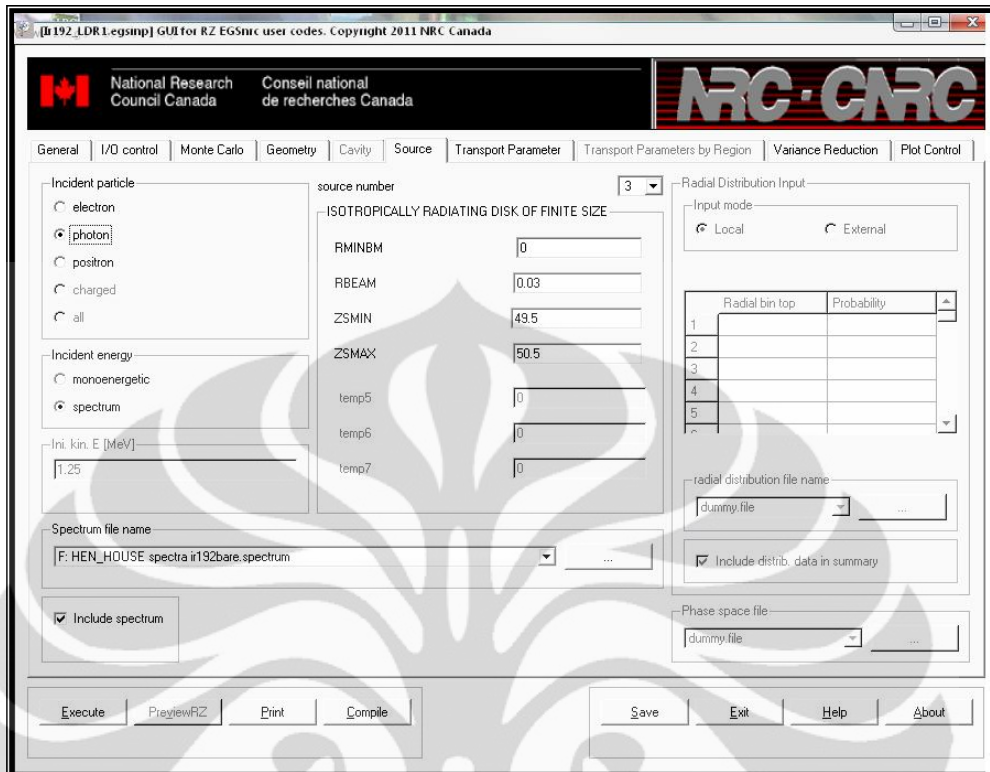 [Ir192_LDR1.egsinp] GUI for RZ EGSnrc user codes. Copyright 2011 NRC Canada
National Research Council Canada
Conseil national de recherches Canada
NRC·CNRC
General I/O control Monte Carlo Geometry Cavity Source Transport Parameter Transport Parameters by Region Variance Reduction Plot Control
Incident particle
electron
photon
positron
charged
all
Incident energy
monoenergetic
spectrum
Ini. kin. E [MeV]
1.25
source number 3
ISOTROPICALLY RADIATING DISK OF FINITE SIZE
RMINBM 0
RBEAM 0.03
ZSMIN 49.5
ZSMAX 50.5
temp5 0
temp6 0
temp7 0
Spectrum file name
F: HEN_HOUSE spectra ir192bare.spectrum ...
Include spectrum
Radial Distribution Input
Input mode
Local External
Radial bin top Probability
1
2
3
4
5
radial distribution file name
dummy.file ...
Include distrib. data in summary
Phase space file
dummy.file ...
Execute PreviewRZ Print Compile Save Exit Help About